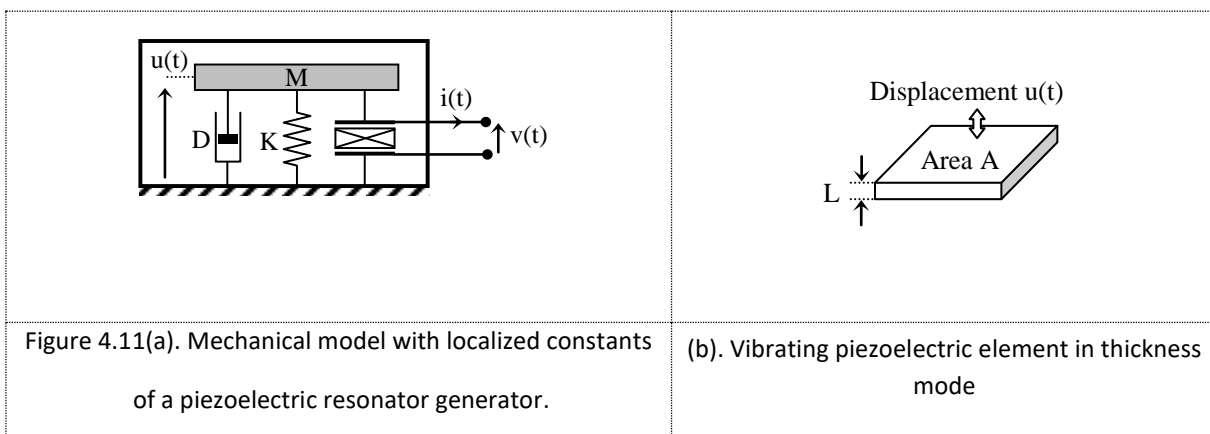 u(t)
M
i(t)
D
K
v(t)
Displacement u(t)
Area A
L
Figure 4.11(a). Mechanical model with localized constants
of a piezoelectric resonator generator.
(b). Vibrating piezoelectric element in thickness
mode